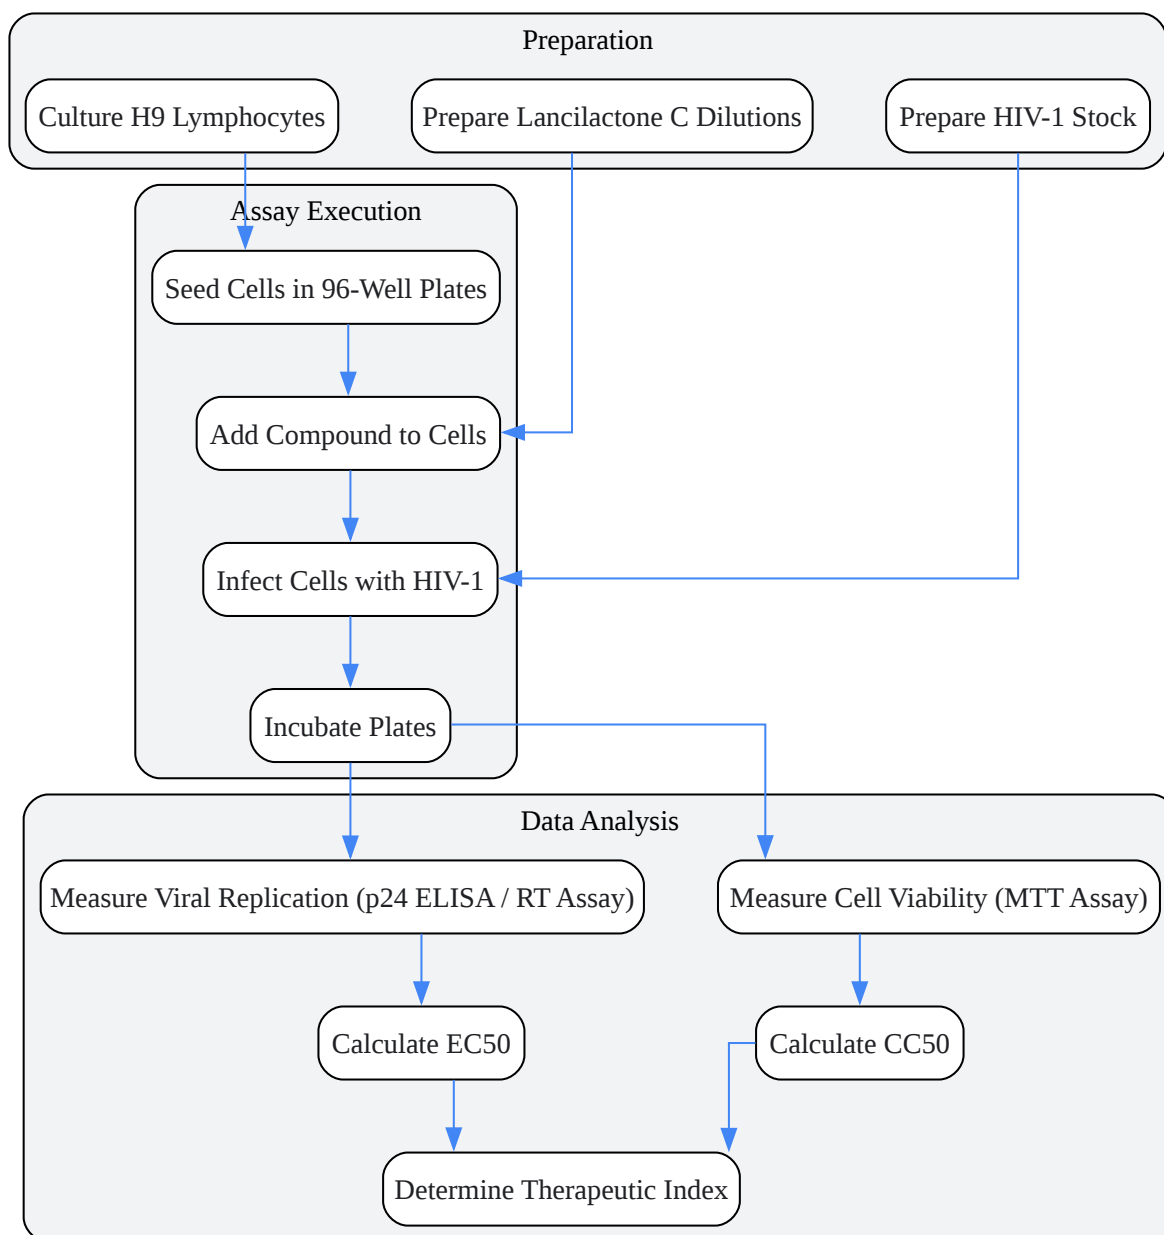 Preparation
Culture H9 Lymphocytes
Prepare Lancilactone C Dilutions
Prepare HIV-1 Stock
Assay Execution
Seed Cells in 96-Well Plates
Add Compound to Cells
Infect Cells with HIV-1
Incubate Plates
Data Analysis
Measure Viral Replication (p24 ELISA / RT Assay)
Measure Cell Viability (MTT Assay)
Calculate EC50
Calculate CC50
Determine Therapeutic Index